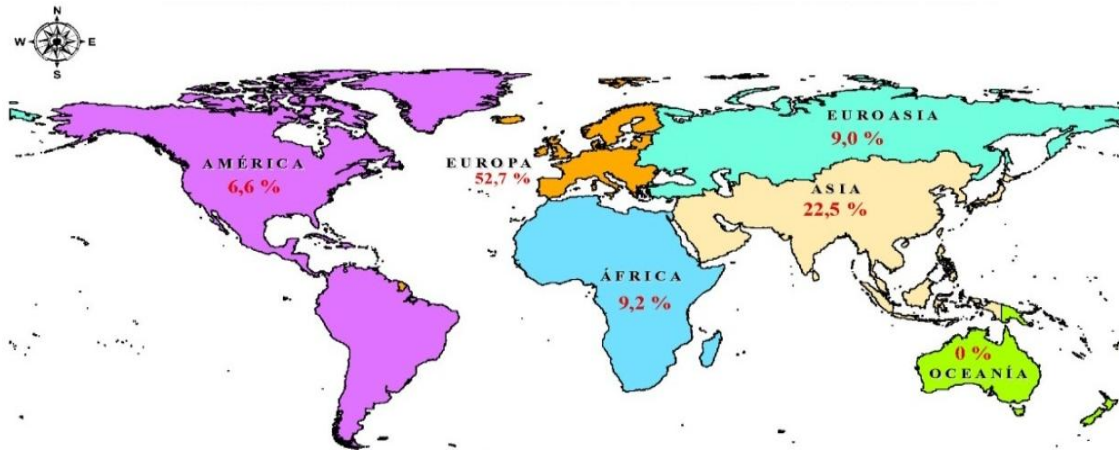 N
W E
S
AMÉRICA
6,6 %
EUROPA
52,7 %
EUROASIA
9,0 %
ASIA
22,5 %
ÁFRICA
9,2 %
0 %
OCEANÍA